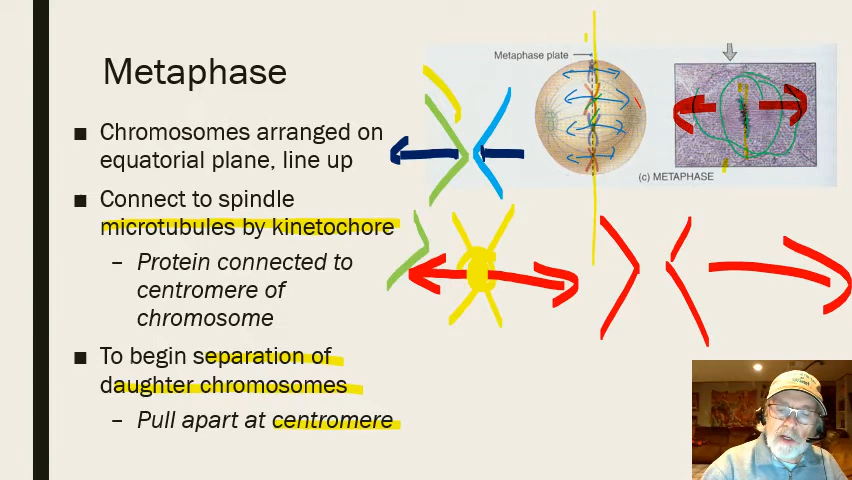 Metaphase
■ Chromosomes arranged on
equatorial plane, line up
■ Connect to spindle
microtubules by kinetochore
– Protein connected to
centromere of
chromosome
■ To begin separation of
daughter chromosomes
– Pull apart at centromere
Metaphase plate
(c) METAPHASE